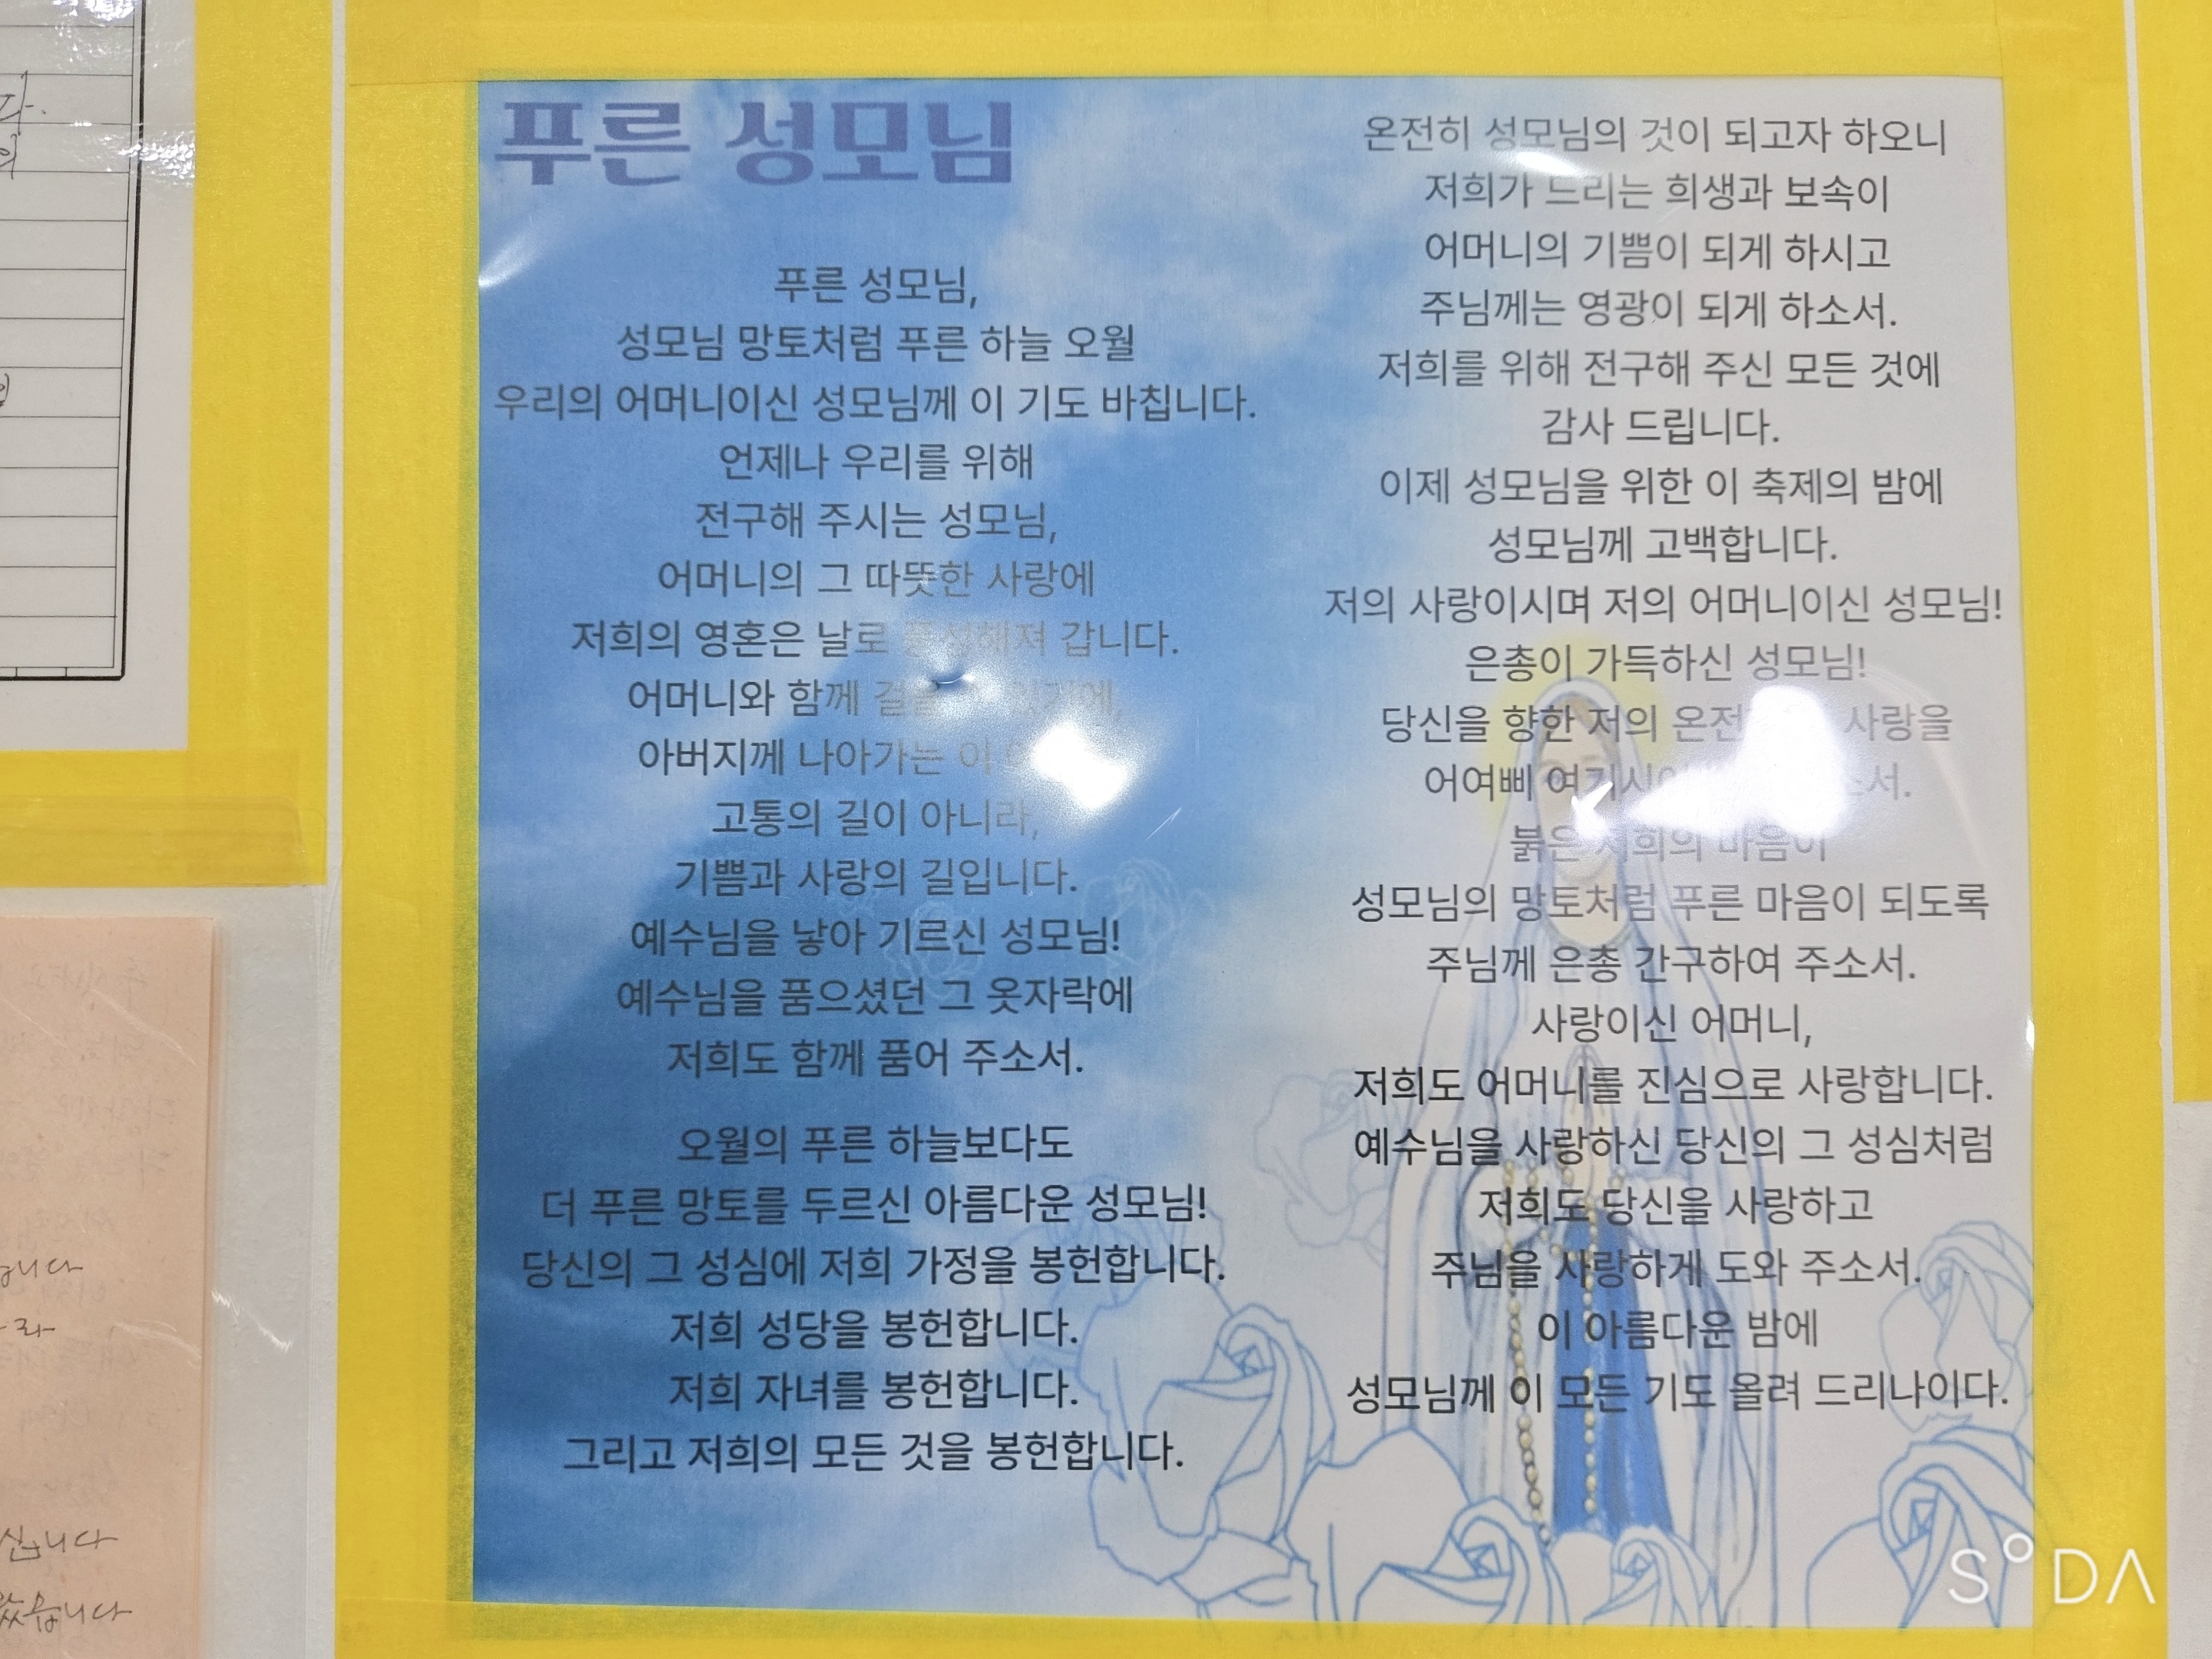 푸른 성모님
푸른 성모님,
성모님 망토처럼 푸른 하늘 오월
우리의 어머니이신 성모님께 이 기도 바칩니다.
언제나 우리를 위해
전구해 주시는 성모님,
어머니의 그 따뜻한 사랑에
저희의 영혼은 날로 갑니다.
어머니와 함께
아버지께 나아가는 이
고통의 길이 아니라,
기쁨과 사랑의 길입니다.
예수님을 낳아 기르신 성모님!
예수님을 품으셨던 그 옷자락에
저희도 함께 품어 주소서.
오월의 푸른 하늘보다도
더 푸른 망토를 두르신 아름다운 성모님!
당신의 그 성심에 저희 가정을 봉헌합니다.
저희 성당을 봉헌합니다.
저희 자녀를 봉헌합니다.
그리고 저희의 모든 것을 봉헌합니다.
온전히 성모님의 것이 되고자 하오니
저희가 드리는 희생과 보속이
어머니의 기쁨이 되게 하시고
주님께는 영광이 되게 하소서.
저희를 위해 전구해 주신 모든 것에
감사 드립니다.
이제 성모님을 위한 이 축제의 밤에
성모님께 고백합니다.
저의 사랑이시며 저의 어머니이신 성모님!
은총이 가득하신 성모님!
당신을 향한 저의 사랑을
어여삐
붉은 저희의 마음이
성모님의 망토처럼 푸른 마음이 되도록
주님께 은총 간구하여 주소서.
사랑이신 어머니,
저희도 어머니를 진심으로 사랑합니다.
예수님을 사랑하신 당신의 그 성심처럼
저희도 당신을 사랑하고
주님을 사랑하게 도와 주소서.
이 아름다운 밤에
성모님께 이 모든 기도 올려 드리나이다.
SODA